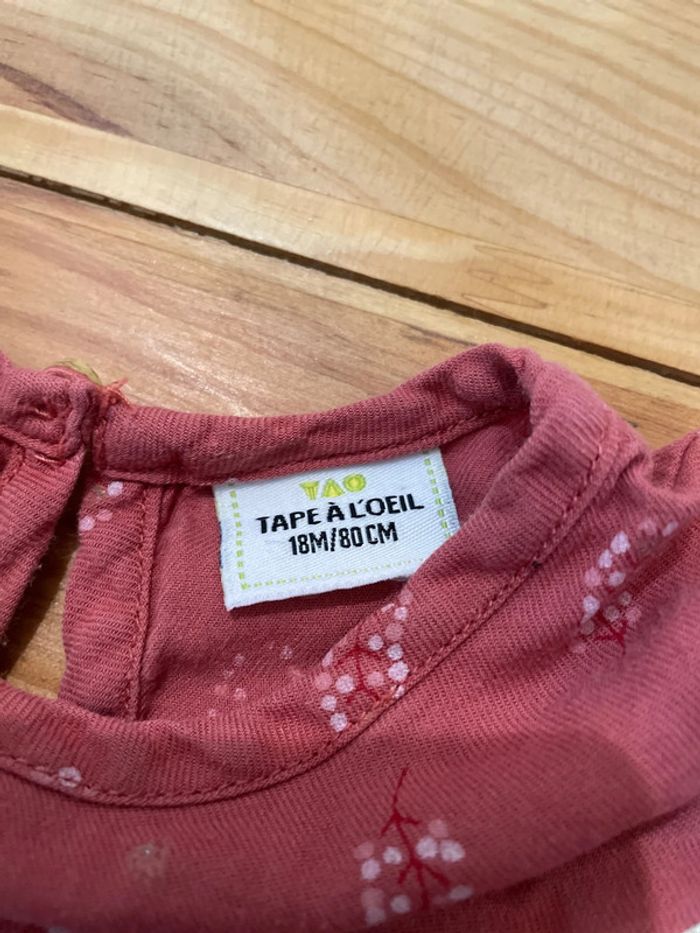 TAO
TAPE À L'OEIL
18M/80CM